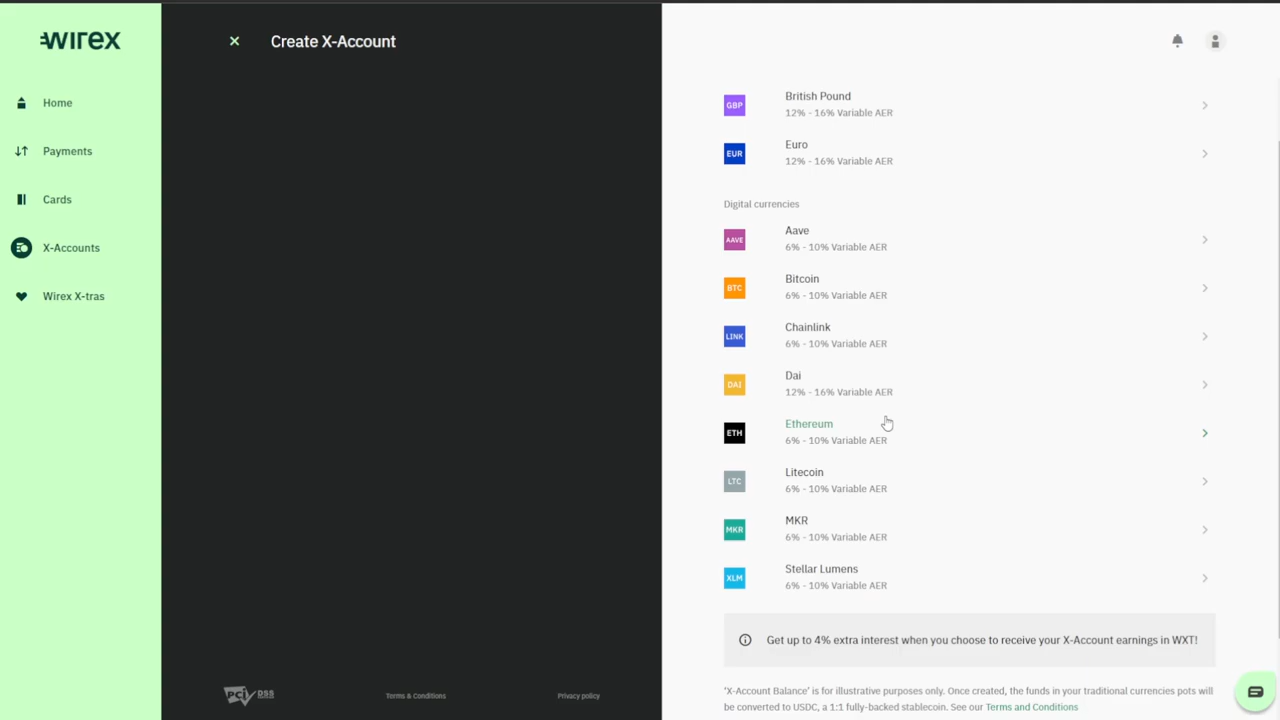 wirex
Create X-Account
Home
Payments
Cards
X-Accounts
Wirex X-tras
GBP
British Pound
12% - 16% Variable AER
EUR
Euro
12% - 16% Variable AER
Digital currencies
AAVE
Aave
6% - 10% Variable AER
BTC
Bitcoin
6% - 10% Variable AER
LINK
Chainlink
6% - 10% Variable AER
DAI
Dai
12% - 16% Variable AER
ETH
Ethereum
6% - 10% Variable AER
LTC
Litecoin
6% - 10% Variable AER
MKR
MKR
6% - 10% Variable AER
XLM
Stellar Lumens
6% - 10% Variable AER
Get up to 4% extra interest when you choose to receive your X-Account earnings in WXT!
'X-Account Balance' is for illustrative purposes only. Once created, the funds in your traditional currencies pots will
be converted to USDC, a 1:1 fully-backed stablecoin. See our Terms and Conditions
PCI DSS
Terms & Conditions
Privacy policy